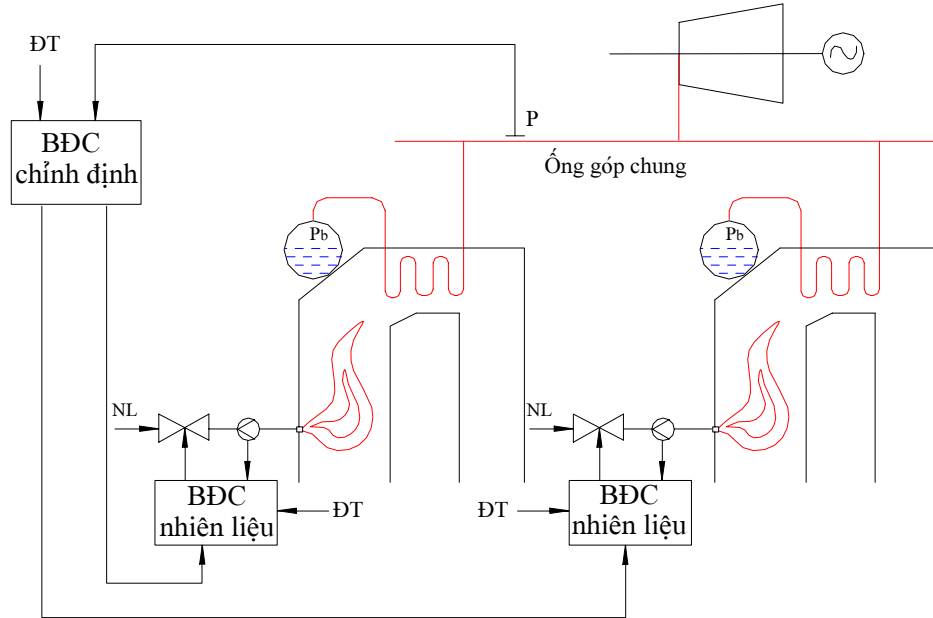 ĐT
P
BĐC
chỉnh định
Ống góp chung
Pb
Pb
NL
NL
BĐC
nhiên liệu
ĐT
ĐT
BĐC
nhiên liệu